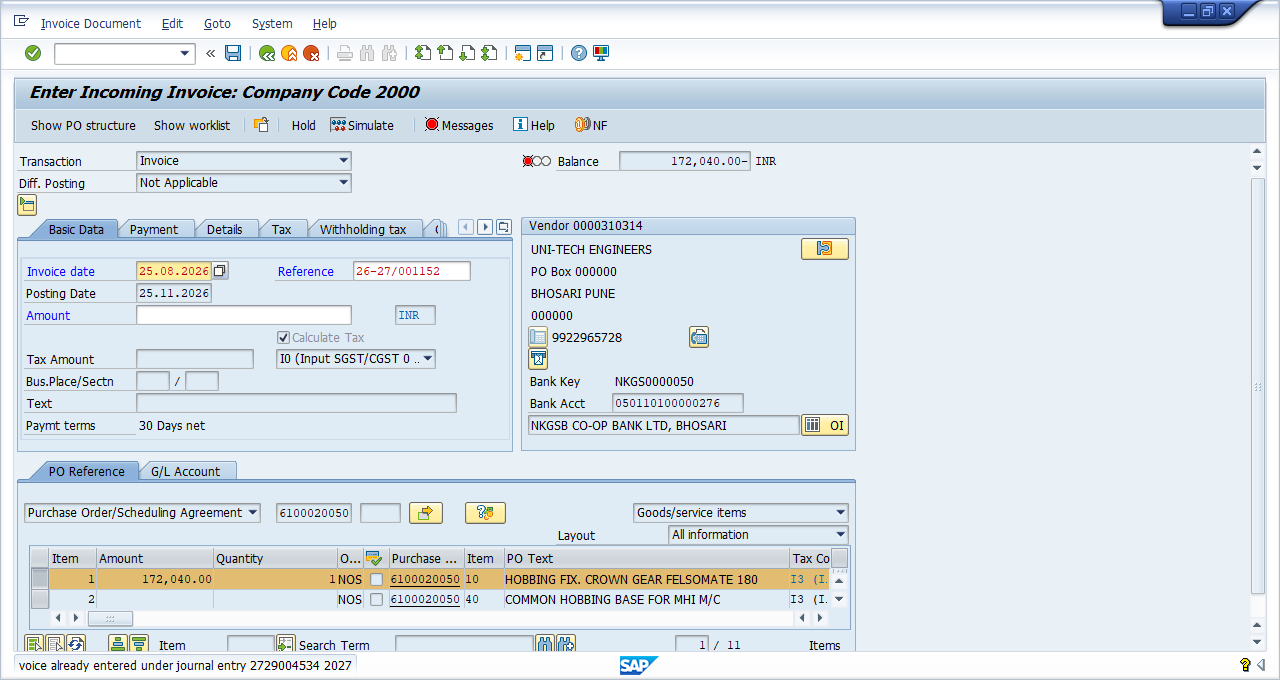 Invoice Document Edit Goto System Help
Enter Incoming Invoice: Company Code 2000
Show PO structure Show worklist Hold Simulate Messages Help NF
Transaction Invoice Balance 172,040.00- INR
Diff. Posting Not Applicable
Basic Data Payment Details Tax Withholding tax
Invoice date 25.08.2026 Reference 26-27/001152
Posting Date 25.11.2026
Amount INR
Calculate Tax
Tax Amount I0 (Input SGST/CGST 0 ..
Bus.Place/Sectn /
Text
Paymt terms 30 Days net
Vendor 0000310314
UNI-TECH ENGINEERS
PO Box 000000
BHOSARI PUNE
000000
9922965728
Bank Key NKGS0000050
Bank Acct 050110100000276
NKGSB CO-OP BANK LTD, BHOSARI OI
PO Reference G/L Account
Purchase Order/Scheduling Agreement 6100020050 Goods/service items
Layout All information
Item Amount Quantity O... Purchase ... Item PO Text Tax Co
1 172,040.00 1 NOS 6100020050 10 HOBBING FIX. CROWN GEAR FELSOMATE 180 I3 (I.
2 NOS 6100020050 40 COMMON HOBBING BASE FOR MHI M/C I3 (I.
Item Search Term 1 / 11 Items
voice already entered under journal entry 2729004534 2027
SAP